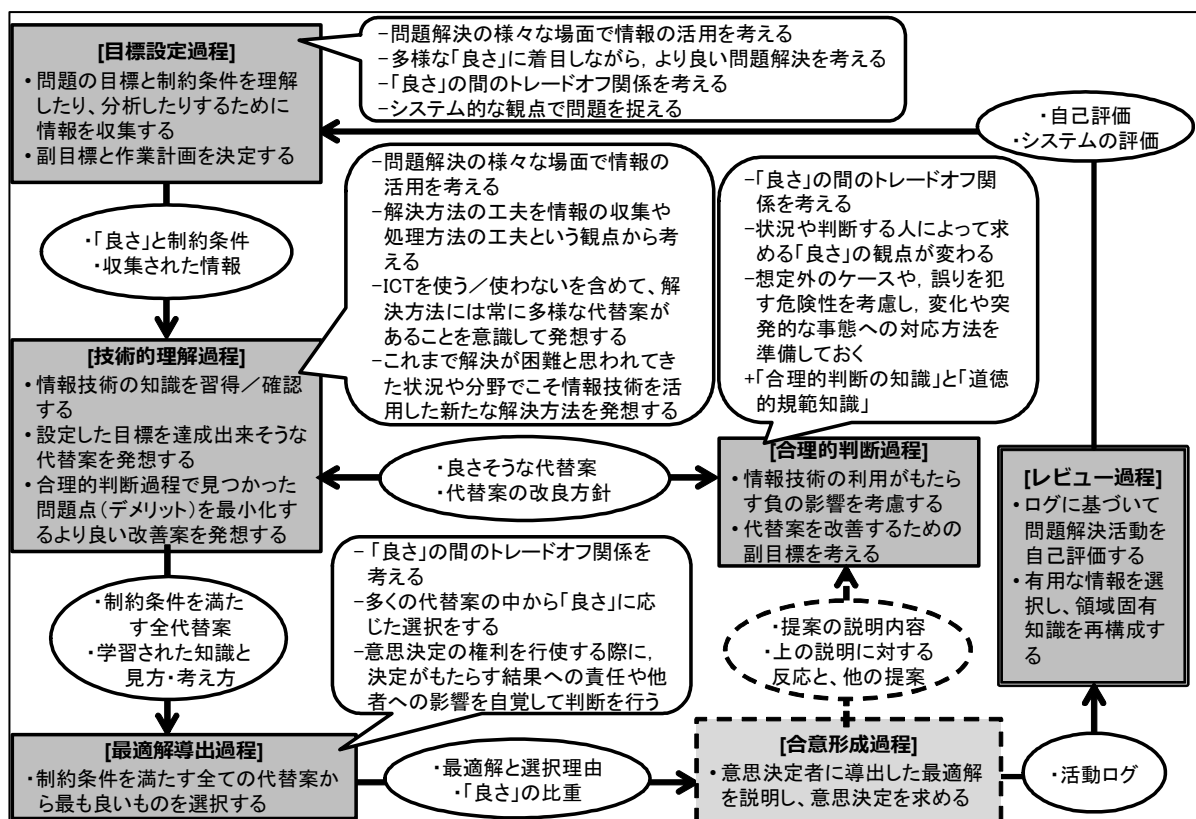 [目標設定過程]
・問題の目標と制約条件を理解
したり、分析したりするために
情報を収集する
・副目標と作業計画を決定する
−問題解決の様々な場面で情報の活用を考える
−多様な「良さ」に着目しながら，より良い問題解決を考える
−「良さ」の間のトレードオフ関係を考える
−システム的な観点で問題を捉える
・自己評価
・システムの評価
・「良さ」と制約条件
・収集された情報
−問題解決の様々な場面で情報の
活用を考える
−解決方法の工夫を情報の収集や
処理方法の工夫という観点から考
える
−ICTを使う／使わないを含めて、解
決方法には常に多様な代替案が
あることを意識して発想する
−これまで解決が困難と思われてき
た状況や分野でこそ情報技術を活
用した新たな解決方法を発想する
−「良さ」の間のトレードオフ関
係を考える
−状況や判断する人によって求
める「良さ」の観点が変わる
−想定外のケースや，誤りを犯
す危険性を考慮し，変化や突
発的な事態への対応方法を
準備しておく
+「合理的判断の知識」と「道徳
的規範知識」
[技術的理解過程]
・情報技術の知識を習得／確認
する
・設定した目標を達成出来そうな
代替案を発想する
・合理的判断過程で見つかった
問題点（デメリット）を最小化す
るより良い改善案を発想する
・良さそうな代替案
・代替案の改良方針
[合理的判断過程]
・情報技術の利用がもたら
す負の影響を考慮する
・代替案を改善するための
副目標を考える
[レビュー過程]
・ログに基づいて
問題解決活動を
自己評価する
・有用な情報を選
択し、領域固有
知識を再構成す
る
・制約条件を満た
す全代替案
・学習された知識と
見方・考え方
−「良さ」の間のトレードオフ関係を
考える
−多くの代替案の中から「良さ」に応
じた選択をする
−意思決定の権利を行使する際に，
決定がもたらす結果への責任や他
者への影響を自覚して判断を行う
・提案の説明内容
・上の説明に対する
反応と、他の提案
[最適解導出過程]
・制約条件を満たす全ての代替案か
ら最も良いものを選択する
・最適解と選択理由
・「良さ」の比重
[合意形成過程]
・意思決定者に導出した最適解
を説明し、意思決定を求める
・活動ログ